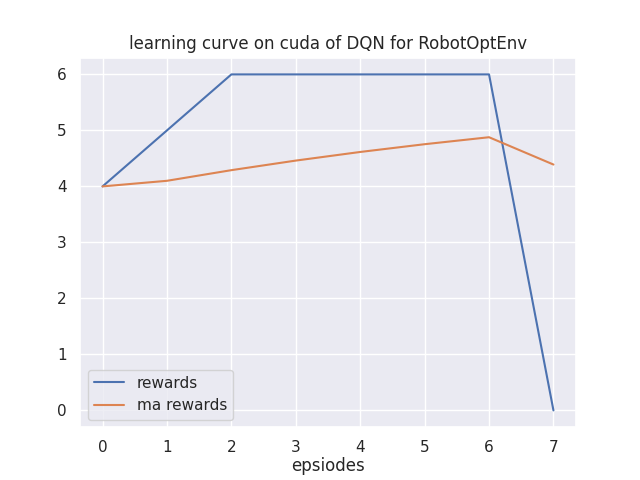 learning curve on cuda of DQN for RobotOptEnv
6
5
4
3
2
1
0
rewards
ma rewards
0 1 2 3 4 5 6 7
epsiodes